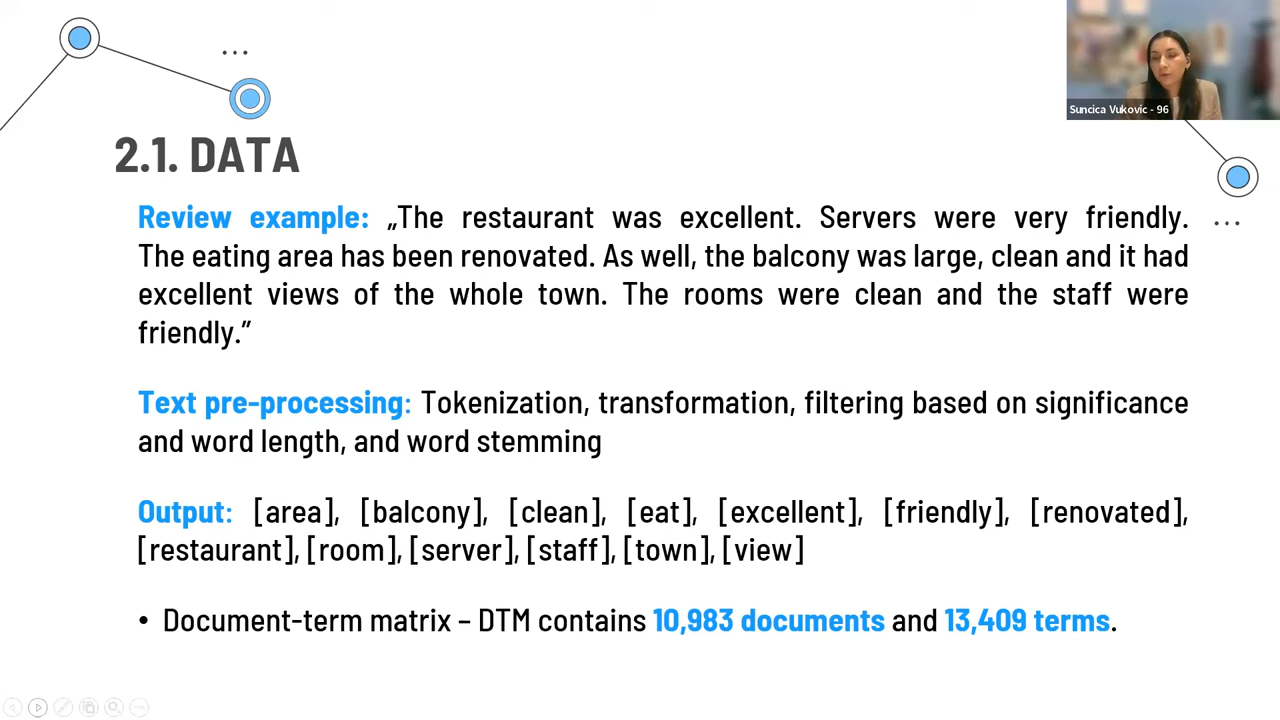 ...
Suncica Vukovic - 96
2.1. DATA
Review example: „The restaurant was excellent. Servers were very friendly.
The eating area has been renovated. As well, the balcony was large, clean and it had
excellent views of the whole town. The rooms were clean and the staff were
friendly.”
...
Text pre-processing: Tokenization, transformation, filtering based on significance
and word length, and word stemming
Output: [area], [balcony], [clean], [eat], [excellent], [friendly], [renovated],
[restaurant], [room], [server], [staff], [town], [view]
• Document-term matrix – DTM contains 10,983 documents and 13,409 terms.